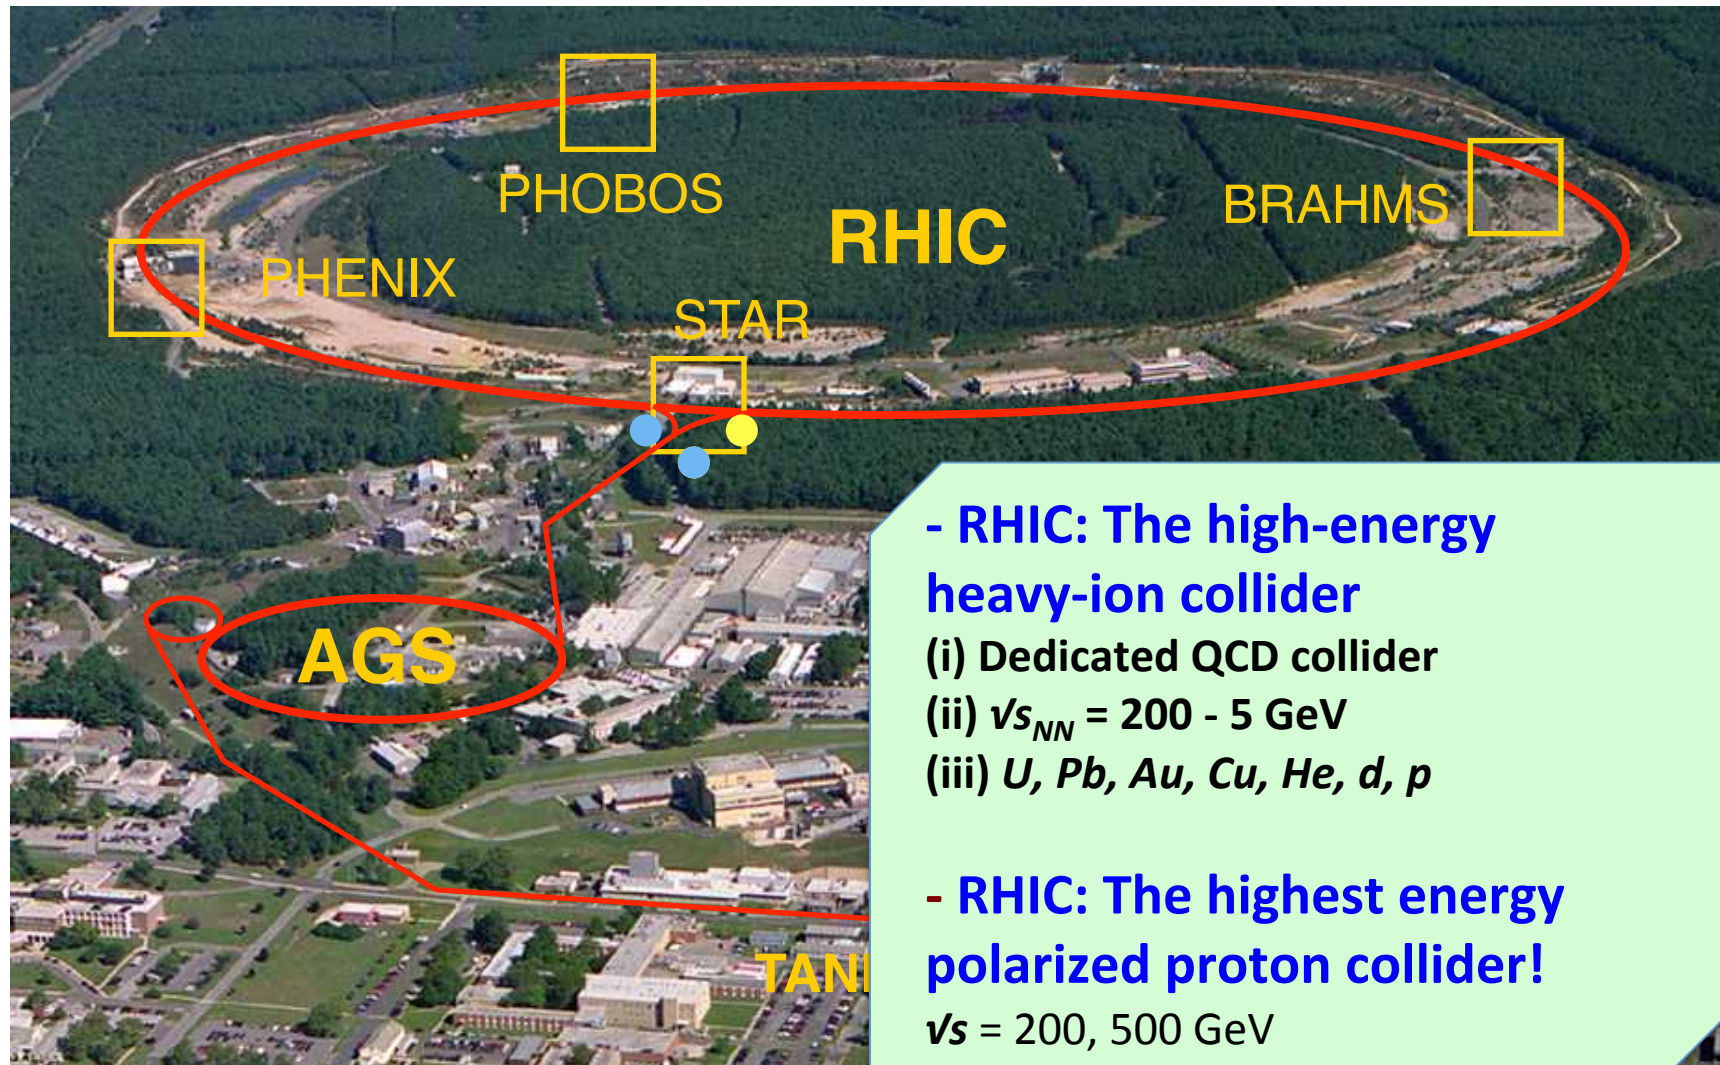 PHOBOS
BRAHMS
RHIC
PHENIX
STAR
AGS
- RHIC: The high-energy
heavy-ion collider
(i) Dedicated QCD collider
(ii) √s_NN = 200 - 5 GeV
(iii) U, Pb, Au, Cu, He, d, p
- RHIC: The highest energy
polarized proton collider!
√s = 200, 500 GeV